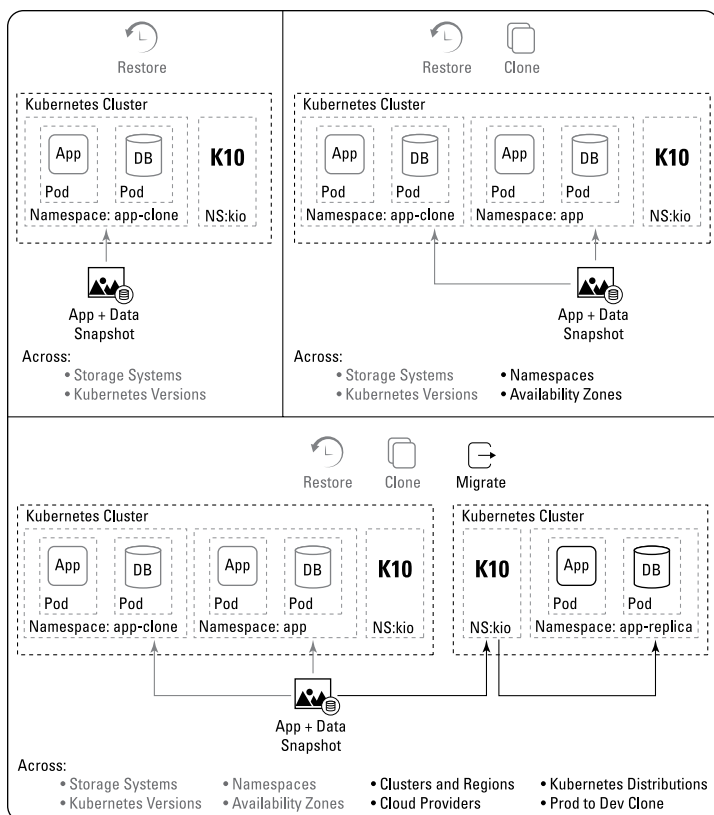 Restore
Kubernetes Cluster
App
DB
K10
Pod
Pod
Namespace: app-clone
NS:kio
App + Data
Snapshot
Across:
• Storage Systems
• Kubernetes Versions
Restore
Clone
Kubernetes Cluster
App
DB
App
DB
K10
Pod
Pod
Pod
Pod
Namespace: app-clone
Namespace: app
NS:kio
App + Data
Snapshot
Across:
• Storage Systems
• Namespaces
• Kubernetes Versions
• Availability Zones
Restore
Clone
Migrate
Kubernetes Cluster
App
DB
App
DB
K10
Pod
Pod
Pod
Pod
Namespace: app-clone
Namespace: app
NS:kio
Kubernetes Cluster
K10
App
DB
Pod
Pod
NS:kio
Namespace: app-replica
App + Data
Snapshot
Across:
• Storage Systems
• Namespaces
• Clusters and Regions
• Kubernetes Distributions
• Kubernetes Versions
• Availability Zones
• Cloud Providers
• Prod to Dev Clone